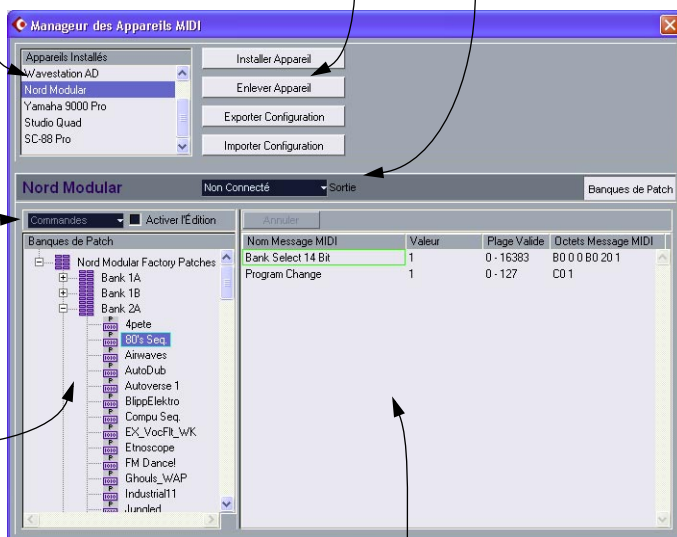 Manageur des Appareils MIDI
Appareils Installés
Wavestation AD
Nord Modular
Yamaha 9000 Pro
Studio Quad
SC-88 Pro
Installer Appareil
Enlever Appareil
Exporter Configuration
Importer Configuration
Nord Modular
Non Connecté
Sortie
Banques de Patch
Commandes
Activer l'Édition
Annuler
Banques de Patch
Nord Modular Factory Patches
Bank 1A
Bank 1B
Bank 2A
4pete
80's Seq.
Airwaves
AutoDub
Autoverse 1
BlippElektro
Compu Seq.
EX_VocFlt_WK
Etnoscope
FM Dance!
Ghouls_WAP
Industrial11
Jungled
Nom Message MIDI Valeur Plage Valide Octets Message MIDI
Bank Select 14 Bit 1 0 - 16383 B0 0 0 B0 20 1
Program Change 1 0 - 127 C0 1